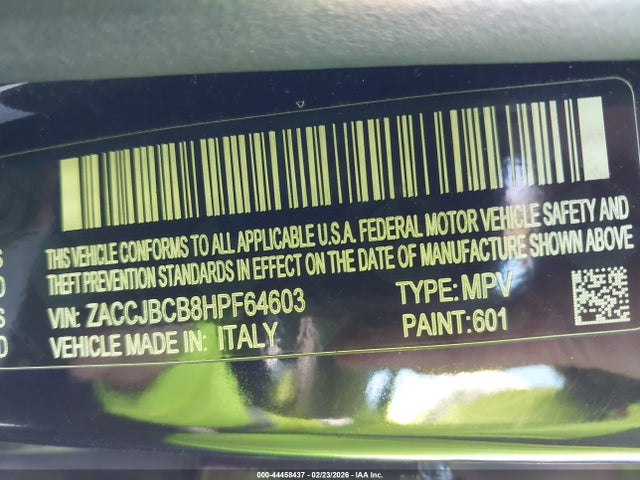 THIS VEHICLE CONFORMS TO ALL APPLICABLE U.S.A. FEDERAL MOTOR VEHICLE SAFETY AND
THEFT PREVENTION STANDARDS IN EFFECT ON THE DATE OF MANUFACTURE SHOWN ABOVE
VIN: ZACCJBCB8HPF64603 TYPE: MPV
VEHICLE MADE IN: ITALY PAINT:601
000-44458437 - 02/23/2026 - IAA Inc.